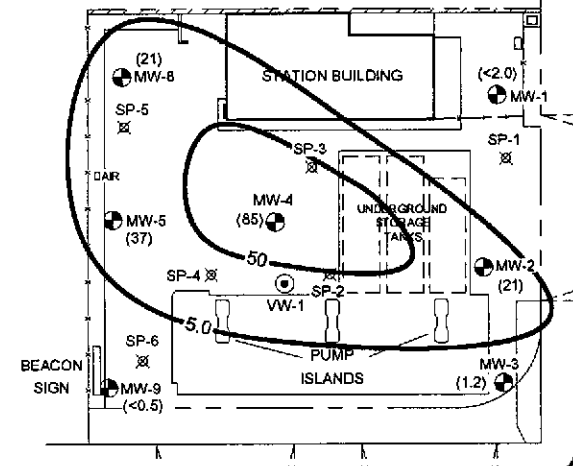 (21)
MW-8
STATION BUILDING
(<2.0)
MW-1
SP-5
SP-3
SP-1
AIR
MW-4
(85)
UNDERGROUND
STORAGE
TANKS
MW-5
(37)
50
MW-2
(21)
SP-4
SP-2
VW-1
5.0
SP-6
PUMP
ISLANDS
BEACON
SIGN
MW-9
(<0.5)
MW-3
(1.2)